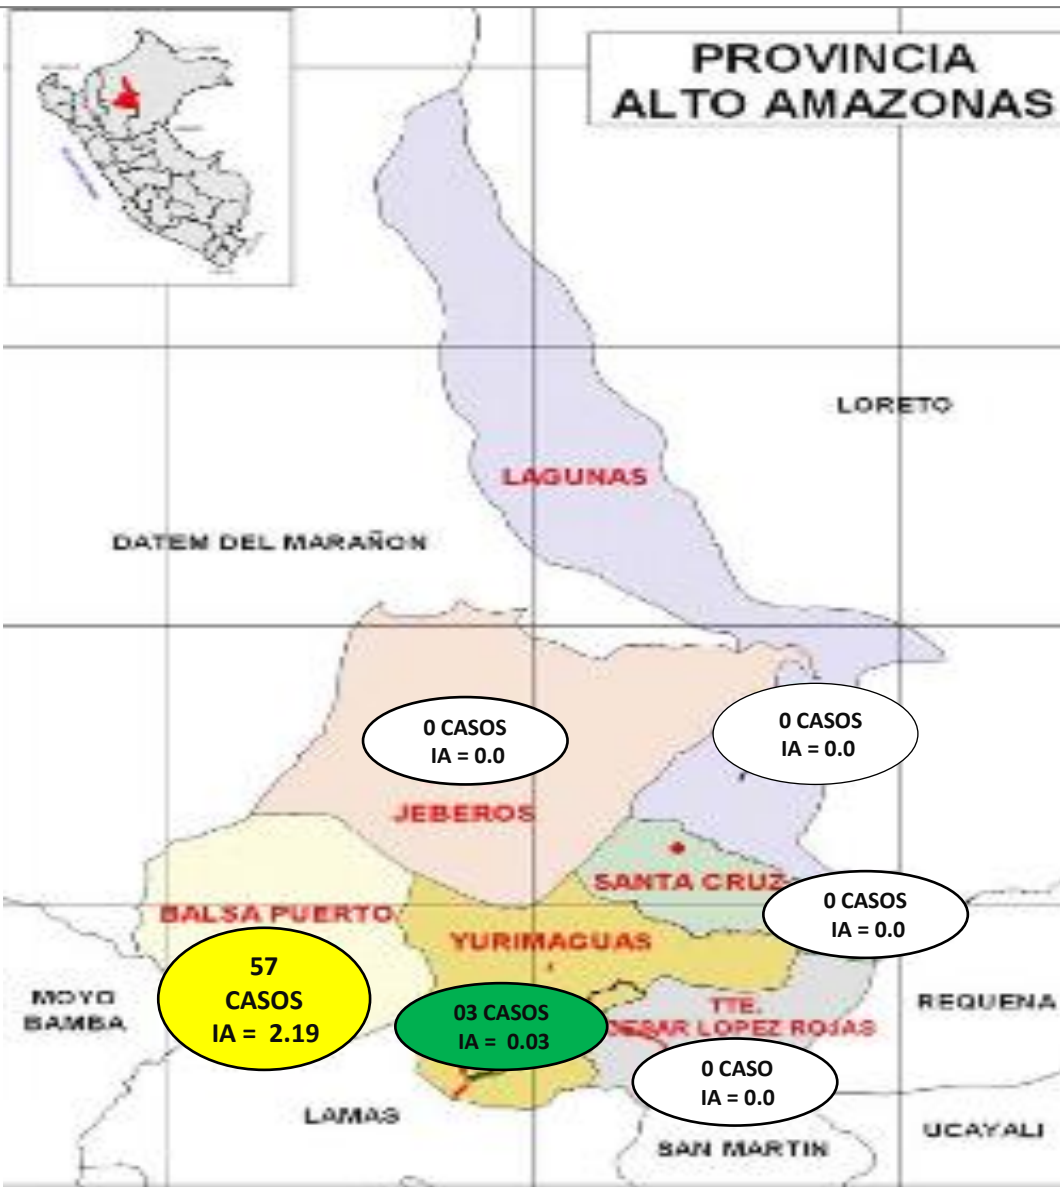 PROVINCIA
ALTO AMAZONAS
LORETO
LAGUNAS
DATEM DEL MARAÑON
0 CASOS
IA = 0.0
0 CASOS
IA = 0.0
JEBEROS
SANTA CRUZ
0 CASOS
IA = 0.0
BALSA PUERTO
YURIMAGUAS
57
CASOS
IA = 2.19
MOYO
BAMBA
03 CASOS
IA = 0.03
TTE.
CESAR LOPEZ ROJAS
REQUENA
0 CASO
IA = 0.0
LAMAS
SAN MARTIN
UCAYALI